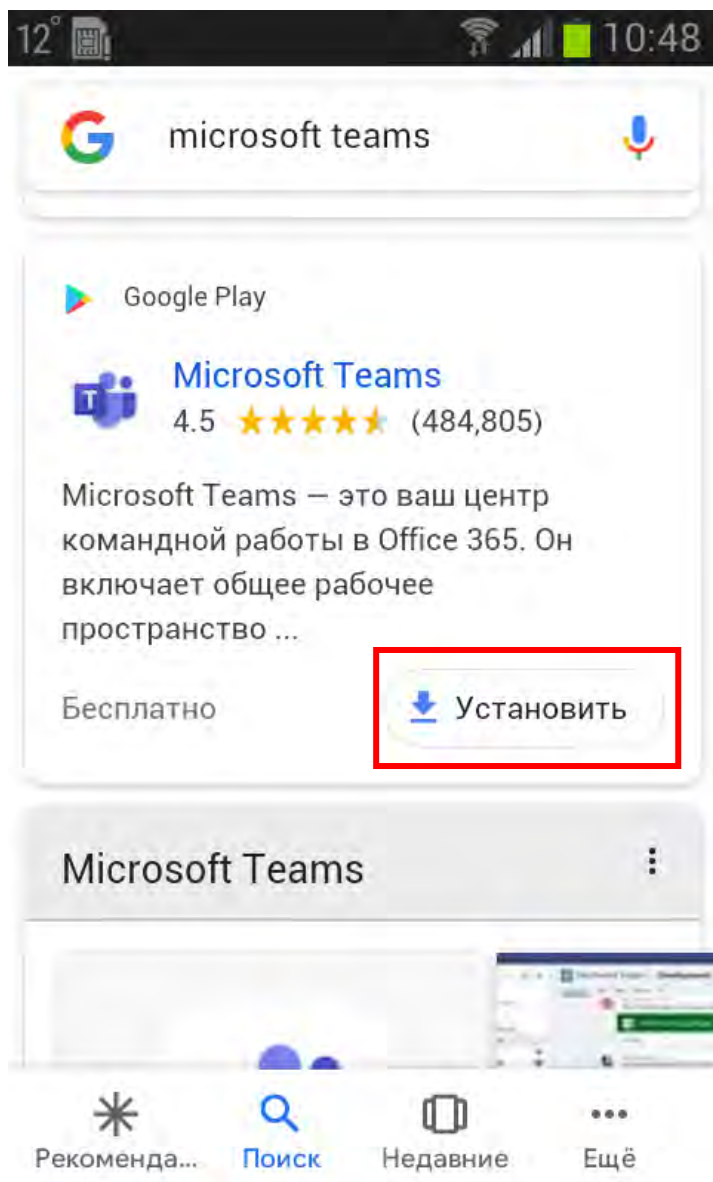 12° 10:48
microsoft teams
Google Play
Microsoft Teams
4.5 (484,805)
Microsoft Teams — это ваш центр
командной работы в Office 365. Он
включает общее рабочее
пространство ...
Бесплатно Установить
Microsoft Teams
Рекоменда... Поиск Недавние Ещё